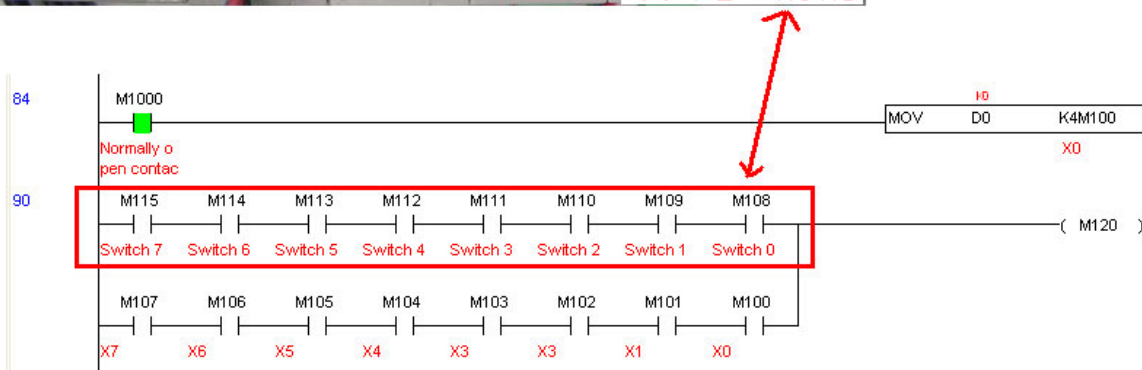 84
M1000
H0
MOV D0 K4M100
Normally o
pen contac
X0
90
M115 M114 M113 M112 M111 M110 M109 M108
( M120 )
Switch 7 Switch 6 Switch 5 Switch 4 Switch 3 Switch 2 Switch 1 Switch 0
M107 M106 M105 M104 M103 M102 M101 M100
X7 X6 X5 X4 X3 X3 X1 X0